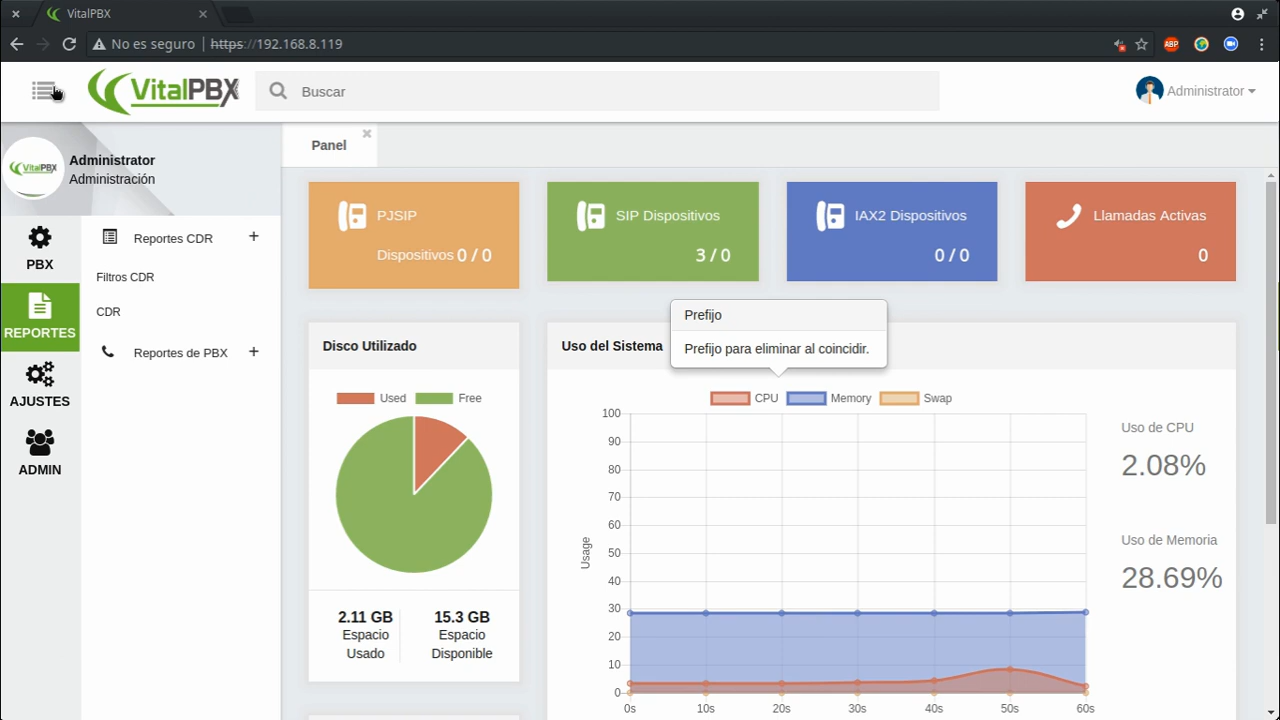 VitalPBX
No es seguro
https://192.168.8.119
ABP
VitalPBX
Buscar
Administrator
VitalPBX
Administrator
Administración
Panel
PBX
REPORTES
AJUSTES
ADMIN
Reportes CDR
+
Filtros CDR
CDR
Reportes de PBX
+
PJSIP
Dispositivos 0 / 0
SIP Dispositivos
3 / 0
IAX2 Dispositivos
0 / 0
Llamadas Activas
0
Disco Utilizado
Used
Free
2.11 GB
Espacio
Usado
15.3 GB
Espacio
Disponible
Uso del Sistema
Prefijo
Prefijo para eliminar al coincidir.
CPU
Memory
Swap
Usage
100
90
80
70
60
50
40
30
20
10
0
0s
10s
20s
30s
40s
50s
60s
Uso de CPU
2.08%
Uso de Memoria
28.69%